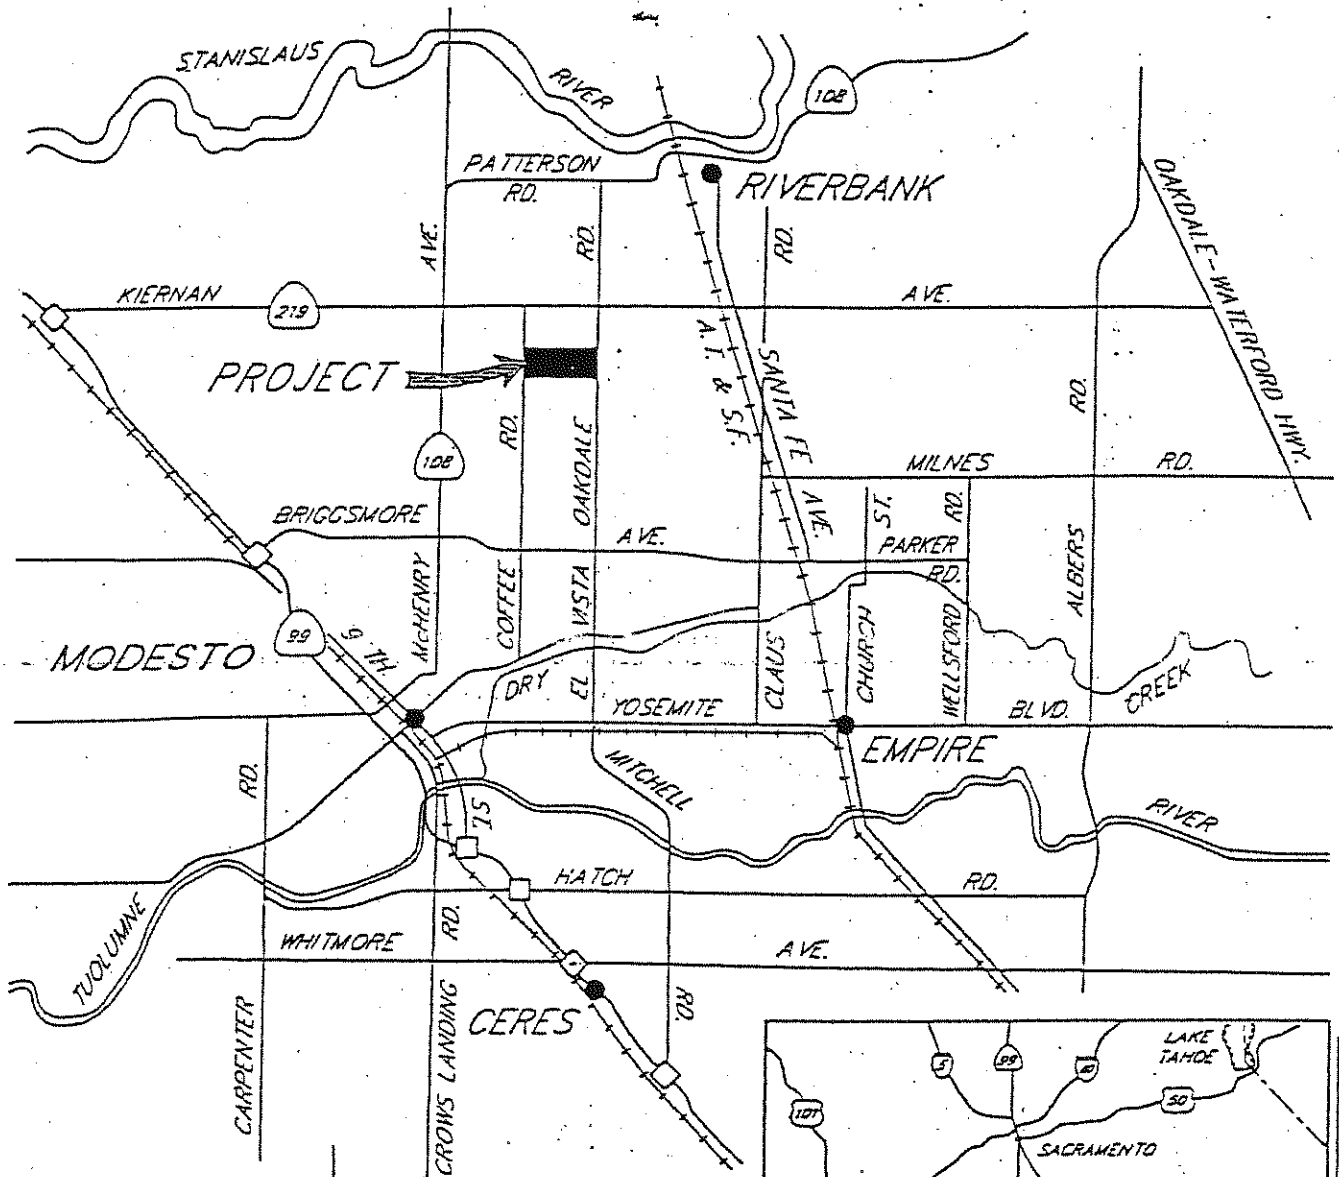 STANISLAUS
RIVER
108
PATTERSON
RD.
RIVERBANK
OAKDALE-WATERFORD HWY.
AVE.
RD.
RD.
KIERNAN
219
AVE.
PROJECT
A.T. & S.F.
SANTA FE AVE.
RD.
RD.
OAKDALE
108
MILNES
RD.
BRIGGSMORE
AVE.
ST.
RD.
PARKER
RD.
McHENRY
COFFEE
EL VISTA
ALBERS
99
9 TH
ST.
MODESTO
DRY
CREEK
CLAUS
CHURCH
WELLSFORD
YOSEMITE
BLVD.
EMPIRE
MITCHELL
RD.
RD.
RIVER
HATCH
RD.
TUOLUMNE
WHITMORE
RD.
AVE.
CARPENTER
CROWS LANDING
CERES
LAKE
TAHOE
5
99
80
50
101
SACRAMENTO